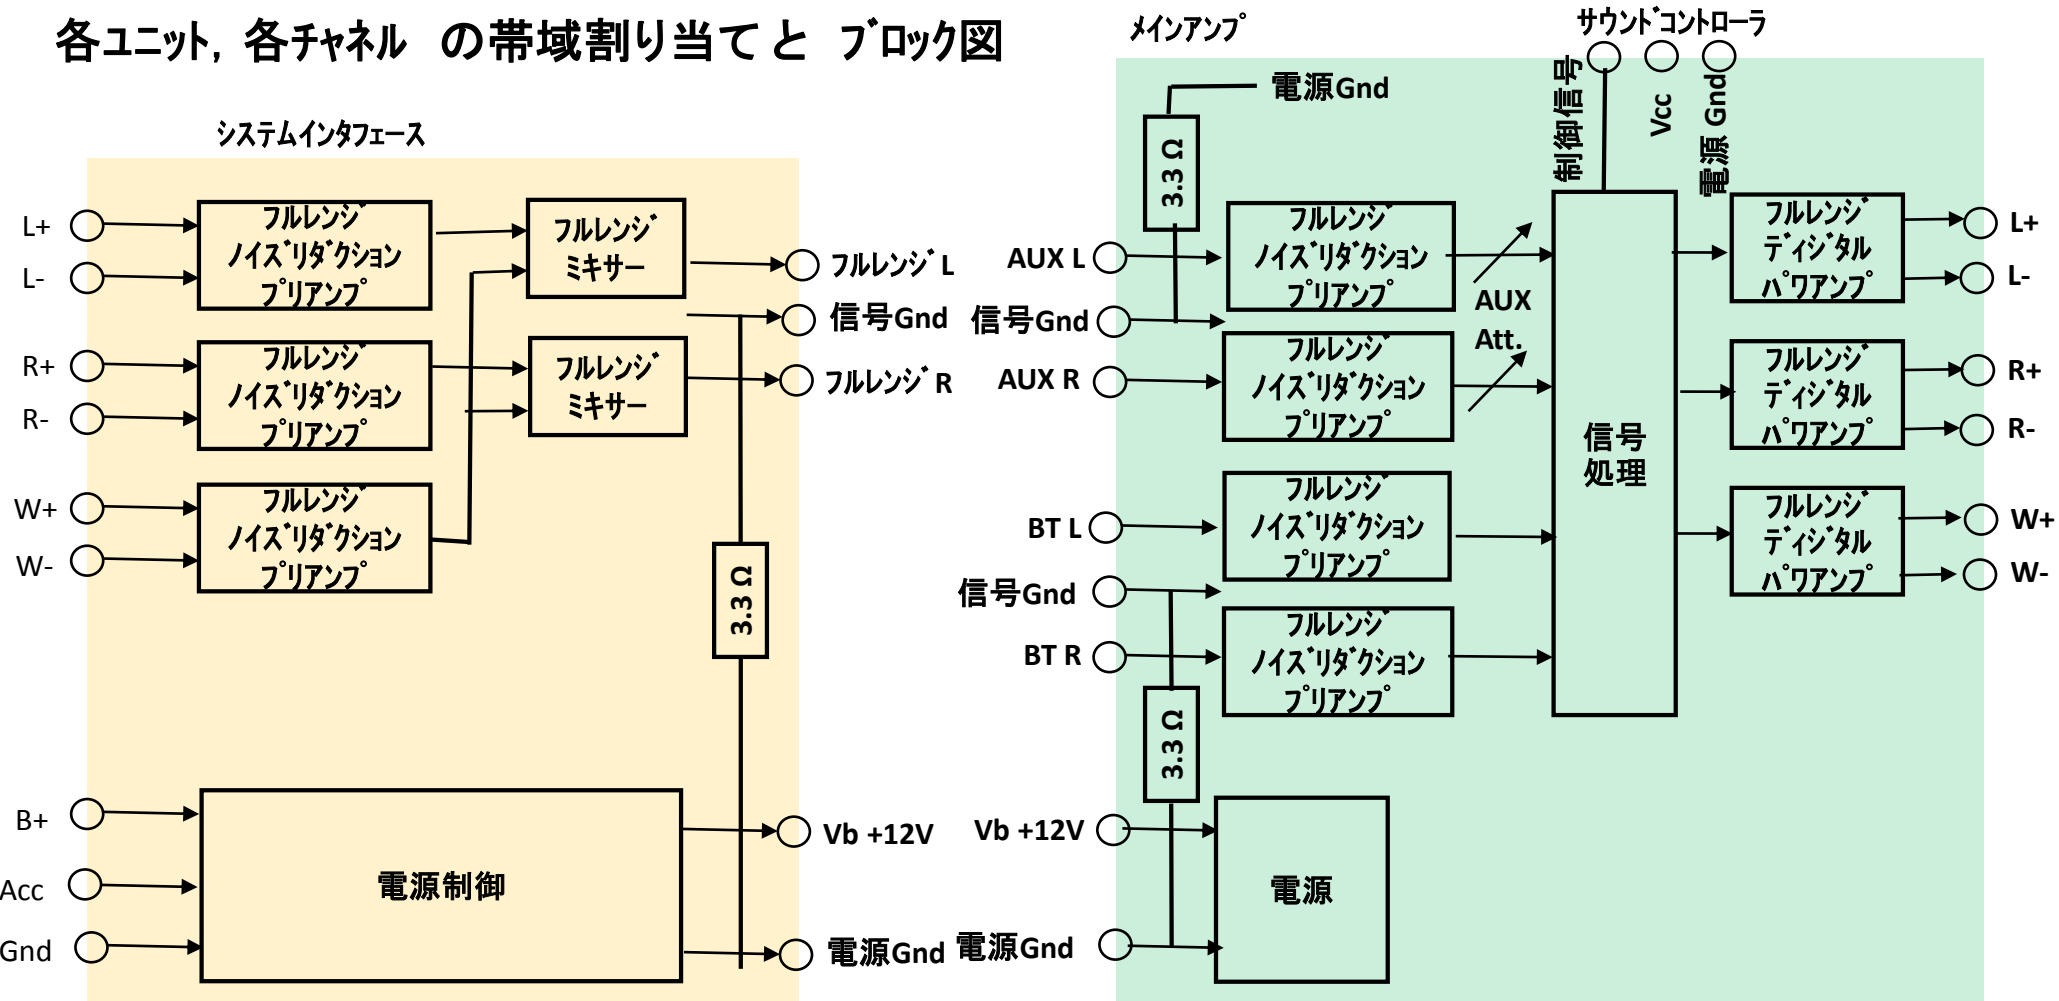 各ユニット, 各チャネル の帯域割り当てと ブロック図
システムインタフェース
L+
L-
R+
R-
W+
W-
B+
Acc
Gnd
フルレンジ
ノイズリダクション
プリアンプ
フルレンジ
ノイズリダクション
プリアンプ
フルレンジ
ノイズリダクション
プリアンプ
フルレンジ
ミキサー
フルレンジ
ミキサー
3.3 Ω
電源制御
フルレンジ L
信号Gnd
フルレンジ R
Vb +12V
電源Gnd
メインアンプ
サウンドコントローラ
制御信号
Vcc
電源 Gnd
電源Gnd
3.3 Ω
AUX L
信号Gnd
AUX R
BT L
信号Gnd
BT R
Vb +12V
電源Gnd
フルレンジ
ノイズリダクション
プリアンプ
フルレンジ
ノイズリダクション
プリアンプ
AUX
Att.
フルレンジ
ノイズリダクション
プリアンプ
フルレンジ
ノイズリダクション
プリアンプ
3.3 Ω
電源
信号
処理
フルレンジ
ディジタル
パワアンプ
フルレンジ
ディジタル
パワアンプ
フルレンジ
ディジタル
パワアンプ
L+
L-
R+
R-
W+
W-